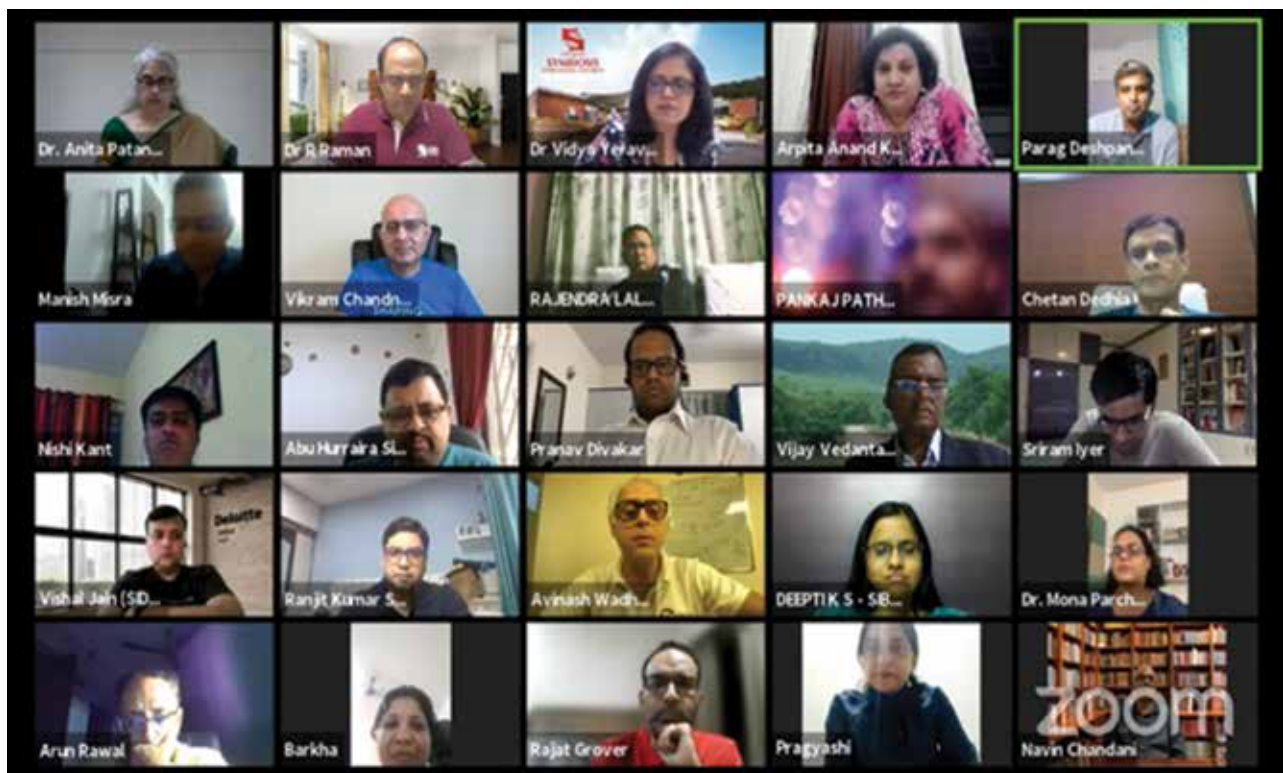 SYMBIOSIS
Dr. Anita Patan...
Dr R Raman
Dr Vidya Yerav...
Arpita Anand K...
Parag Deshpan...
Manish Misra
Vikram Chandn...
RAJENDRA LAL...
PANKAJ PATH...
Chetan Dedhia
Nishi Kant
Abu Hurraira Si...
Pranav Divakar
Vijay Vedanta...
Sriram Iyer
Deloitte
Vishal Jain (SID...
Ranjit Kumar S...
Avinash Wadh...
DEEPTI K S - SIB...
Dr. Mona Parch...
Arun Rawal
Barkha
Rajat Grover
Pragyashi
zoom
Navin Chandani